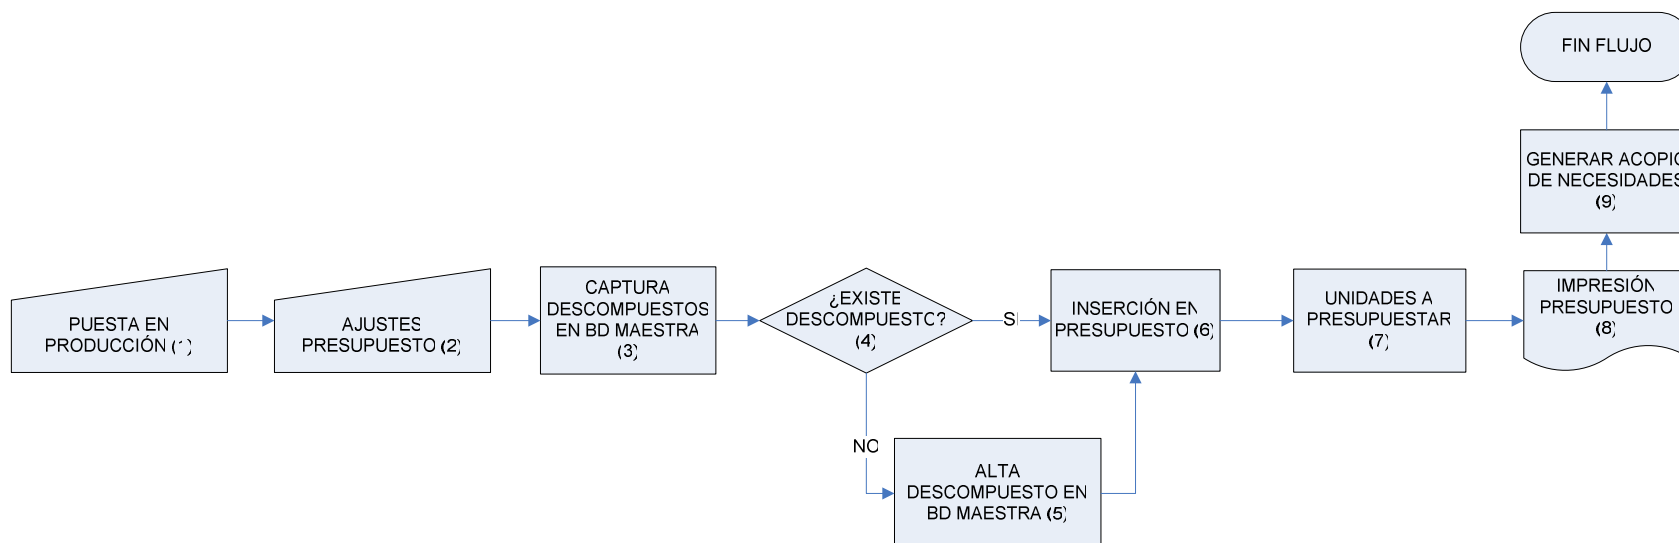 PUESTA EN
PRODUCCIÓN (1)
AJUSTES
PRESUPUESTO (2)
CAPTURA
DESCOMPUESTOS
EN BD MAESTRA
(3)
¿EXISTE
DESCOMPUESTO?
(4)
SI
NO
ALTA
DESCOMPUESTO EN
BD MAESTRA (5)
INSERCIÓN EN
PRESUPUESTO (6)
UNIDADES A
PRESUPUESTAR
(7)
IMPRESIÓN
PRESUPUESTO
(8)
GENERAR ACOPIO
DE NECESIDADES
(9)
FIN FLUJO